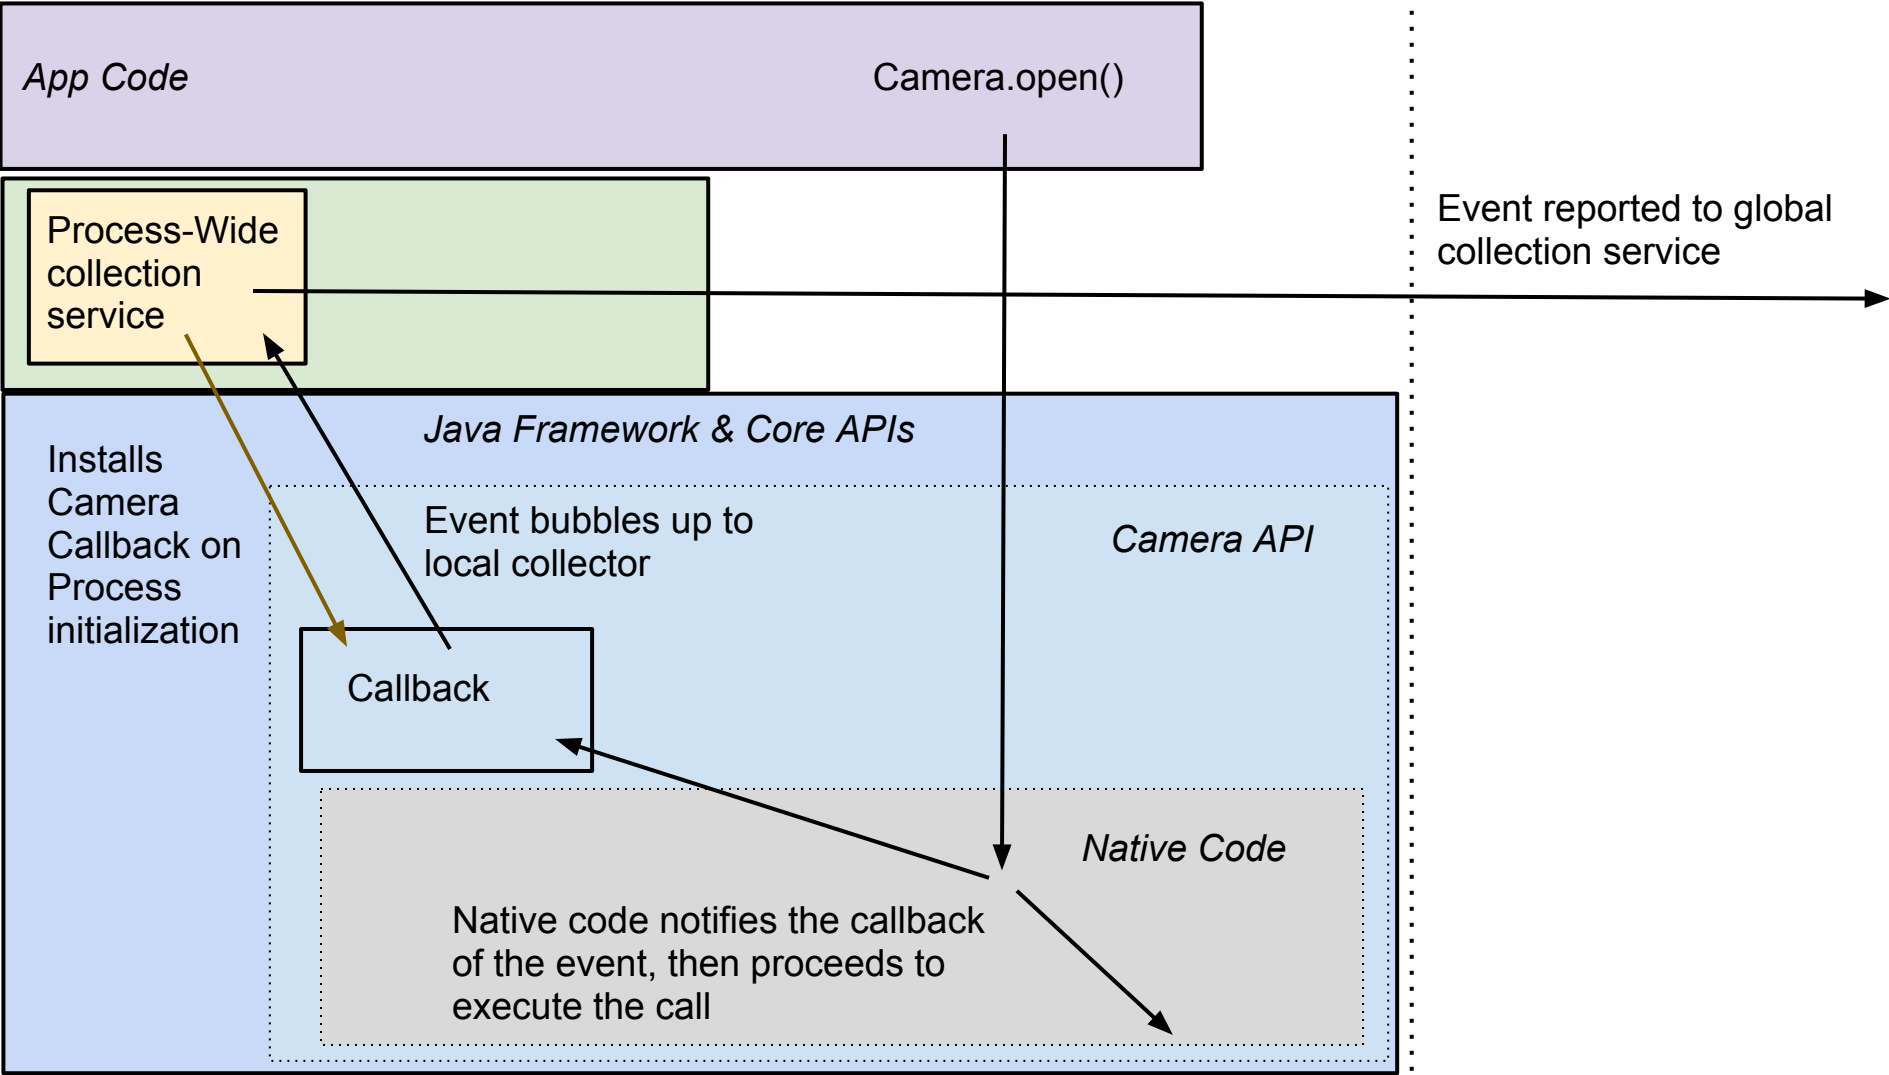 App Code
Camera.open()
Process-Wide
collection
service
Event reported to global
collection service
Java Framework & Core APIs
Installs
Camera
Callback on
Process
initialization
Event bubbles up to
local collector
Camera API
Callback
Native Code
Native code notifies the callback
of the event, then proceeds to
execute the call